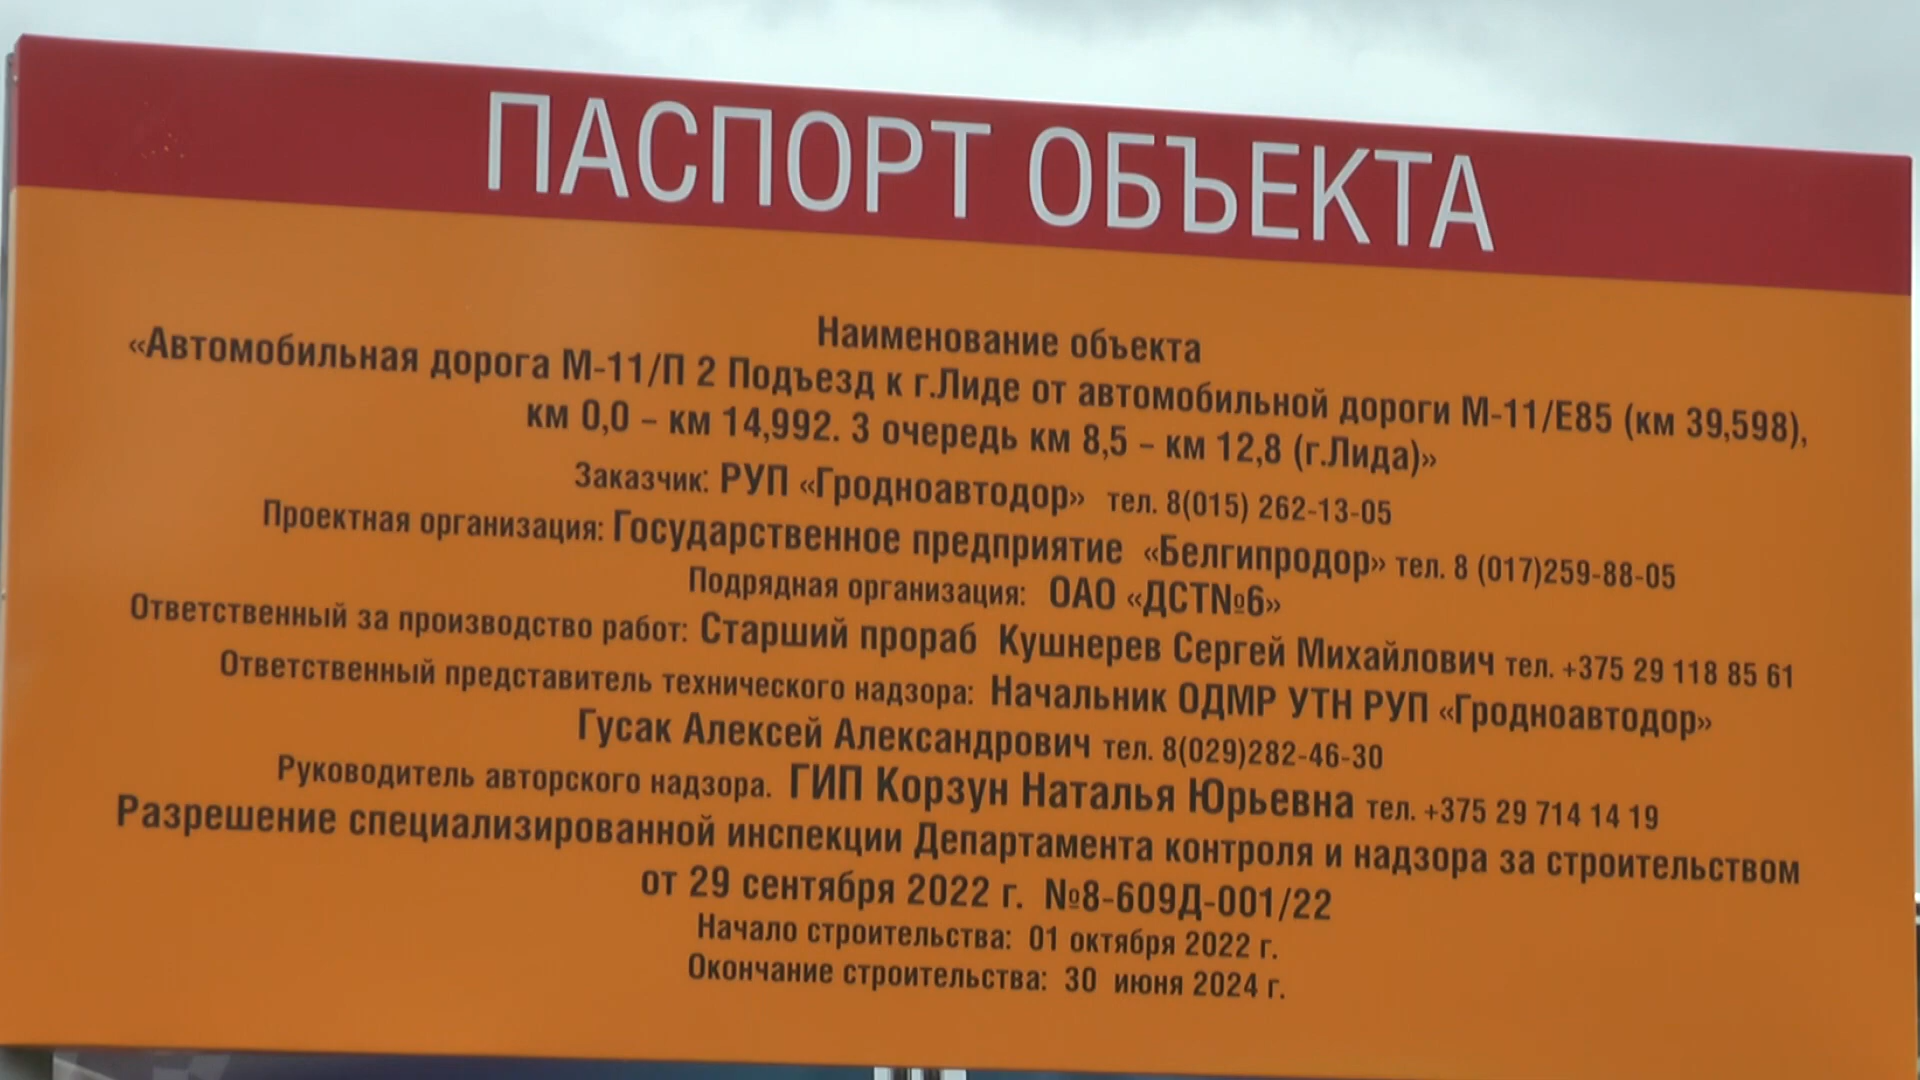 ПАСПОРТ ОБЪЕКТА
Наименование объекта
«Автомобильная дорога М-11/П 2 Подъезд к г.Лиде от автомобильной дороги М-11/Е85 (км 39,598),
км 0,0 – км 14,992. 3 очередь км 8,5 – км 12,8 (г.Лида)»
Заказчик: РУП «Гродноавтодор» тел. 8(015) 262-13-05
Проектная организация: Государственное предприятие «Белгипродор» тел. 8 (017)259-88-05
Подрядная организация: ОАО «ДСТ№6»
Ответственный за производство работ: Старший прораб Кушнерев Сергей Михайлович тел. +375 29 118 85 61
Ответственный представитель технического надзора: Начальник ОДМР УТН РУП «Гродноавтодор»
Гусак Алексей Александрович тел. 8(029)282-46-30
Руководитель авторского надзора. ГИП Корзун Наталья Юрьевна тел. +375 29 714 14 19
Разрешение специализированной инспекции Департамента контроля и надзора за строительством
от 29 сентября 2022 г. №8-609Д-001/22
Начало строительства: 01 октября 2022 г.
Окончание строительства: 30 июня 2024 г.